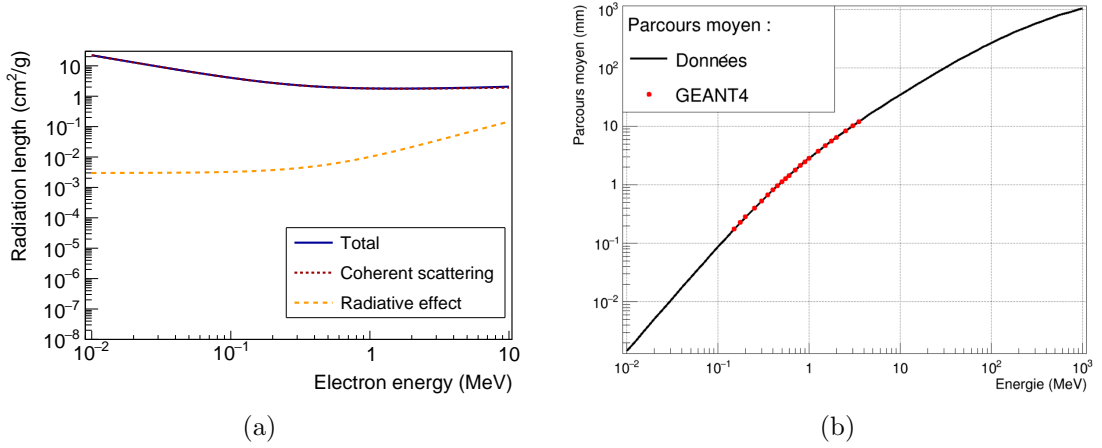 Radiation length (cm²/g)
10
1
10⁻¹
10⁻²
10⁻³
10⁻⁴
10⁻⁵
10⁻⁶
10⁻⁷
10⁻⁸
Total
Coherent scattering
Radiative effect
10⁻²
10⁻¹
1
10
Electron energy (MeV)
(a)
Parcours moyen (mm)
10³
10²
10
1
10⁻¹
10⁻²
Parcours moyen :
Données
GEANT4
10⁻²
10⁻¹
1
10
10²
10³
Energie (MeV)
(b)